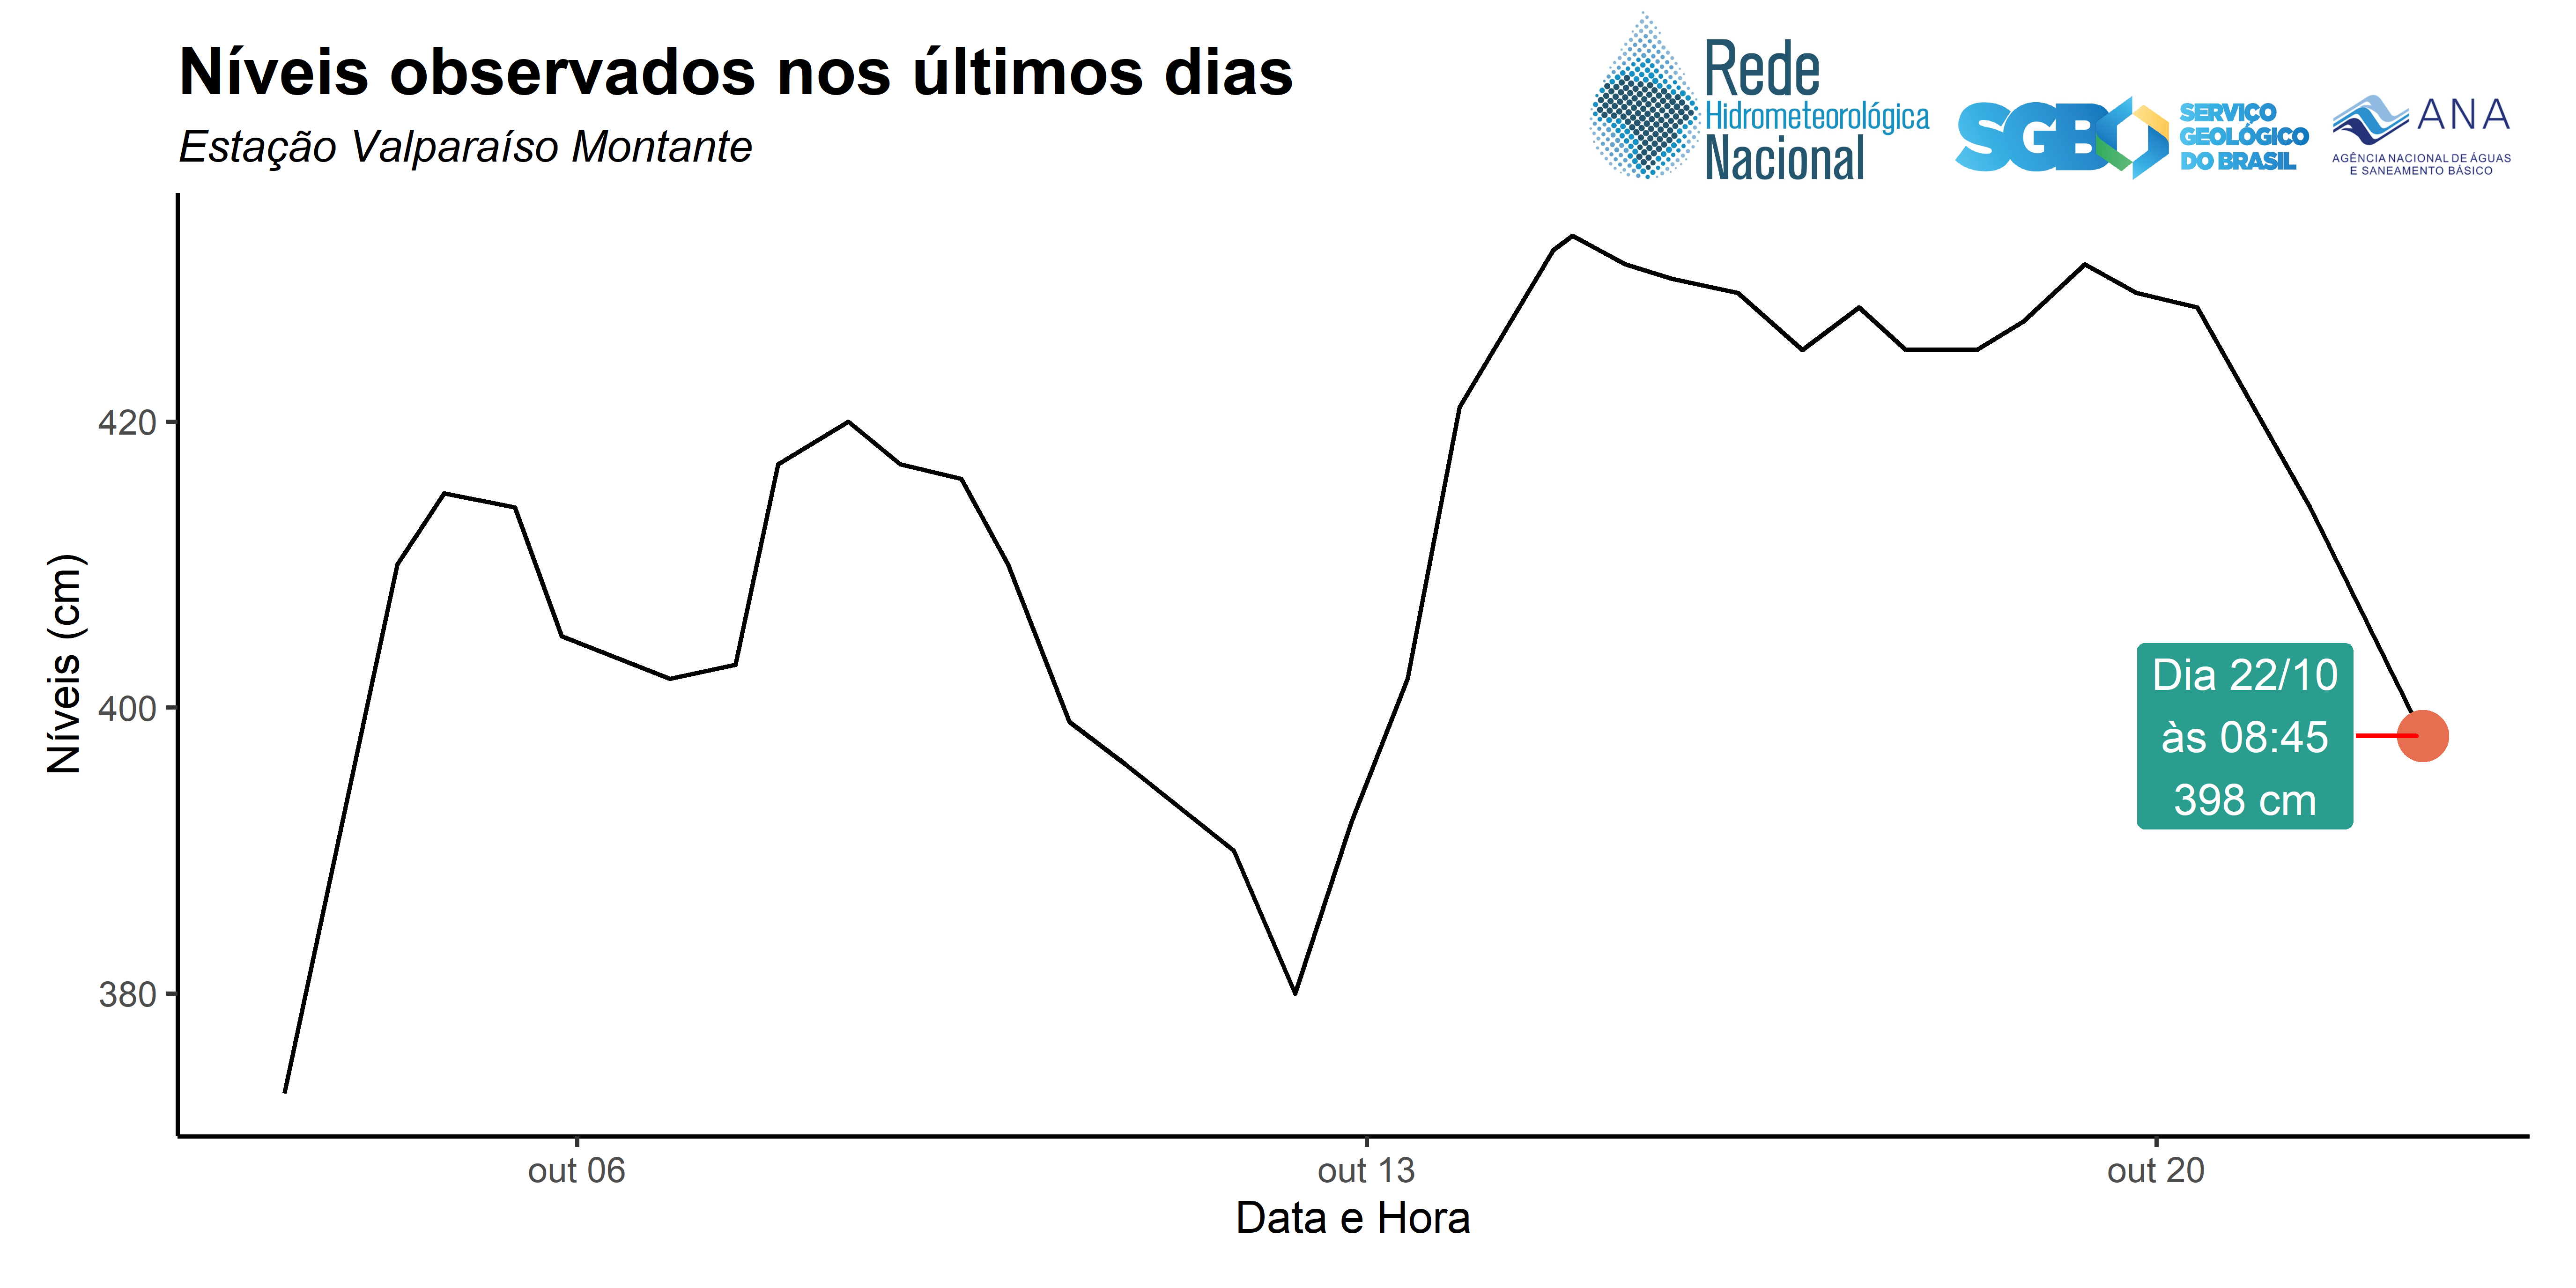 Níveis observados nos últimos dias
Estação Valparaíso Montante
Rede
Hidrometeorológica
Nacional
SGB
SERVIÇO
GEOLÓGICO
DO BRASIL
ANA
AGÊNCIA NACIONAL DE ÁGUAS
E SANEAMENTO BÁSICO
Níveis (cm)
420
400
380
Dia 22/10
às 08:45
398 cm
out 06
out 13
out 20
Data e Hora